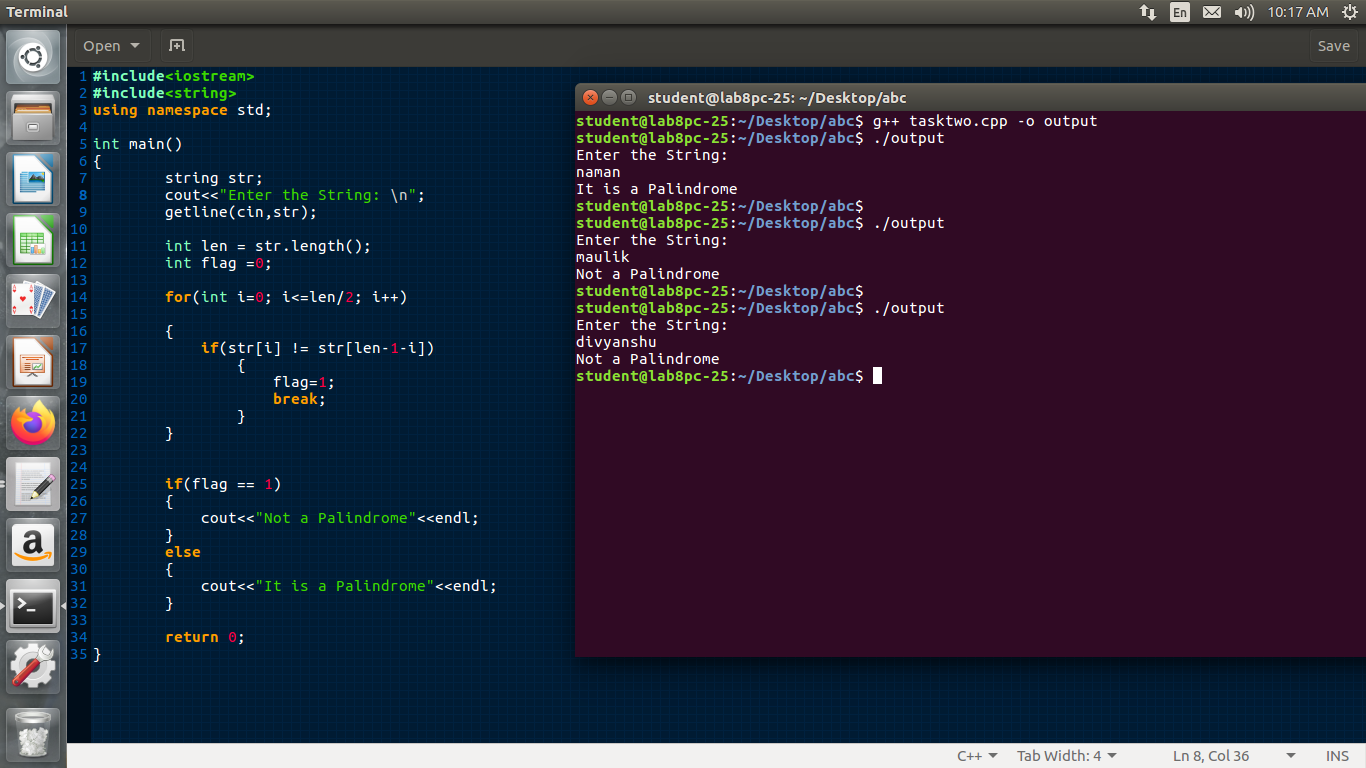 Terminal
En
10:17 AM
Open
Save
1 #include<iostream>
2 #include<string>
3 using namespace std;
4
5 int main()
6 {
7 string str;
8 cout<<"Enter the String: \n";
9 getline(cin,str);
10
11 int len = str.length();
12 int flag =0;
13
14 for(int i=0; i<=len/2; i++)
15
16 {
17 if(str[i] != str[len-1-i])
18 {
19 flag=1;
20 break;
21 }
22 }
23
24
25 if(flag == 1)
26 {
27 cout<<"Not a Palindrome"<<endl;
28 }
29 else
30 {
31 cout<<"It is a Palindrome"<<endl;
32 }
33
34 return 0;
35 }
student@lab8pc-25: ~/Desktop/abc
student@lab8pc-25:~/Desktop/abc$ g++ tasktwo.cpp -o output
student@lab8pc-25:~/Desktop/abc$ ./output
Enter the String:
naman
It is a Palindrome
student@lab8pc-25:~/Desktop/abc$
student@lab8pc-25:~/Desktop/abc$ ./output
Enter the String:
maulik
Not a Palindrome
student@lab8pc-25:~/Desktop/abc$
student@lab8pc-25:~/Desktop/abc$ ./output
Enter the String:
divyanshu
Not a Palindrome
student@lab8pc-25:~/Desktop/abc$
a
>_
C++
Tab Width: 4
Ln 8, Col 36
INS